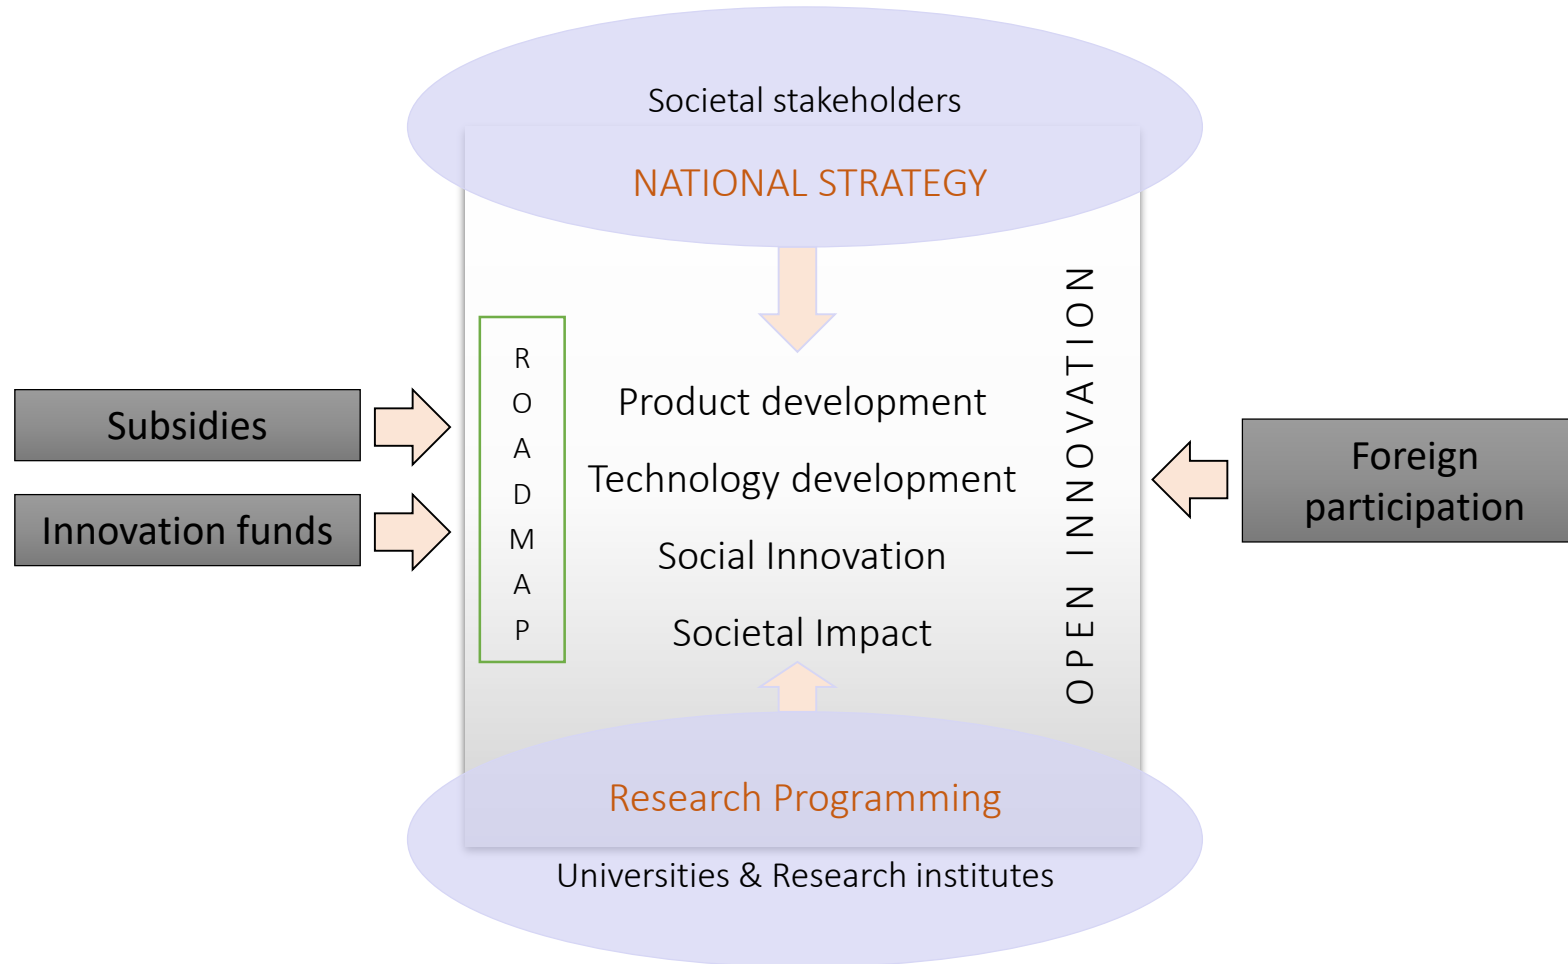 Societal stakeholders
NATIONAL STRATEGY
Subsidies
Innovation funds
R
O
A
D
M
A
P
Product development
Technology development
Social Innovation
Societal Impact
OPEN INNOVATION
Foreign
participation
Research Programming
Universities & Research institutes